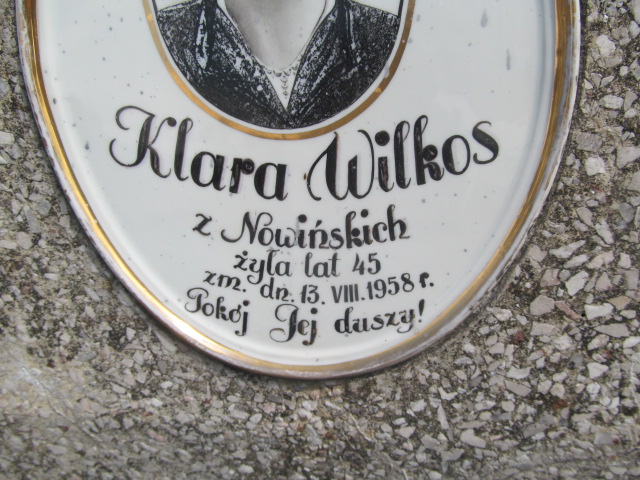 Klara Wilkos
z Nowińskich
żyła lat 45
zm. dn. 13. VIII. 1958 r.
Pokój Jej duszy!